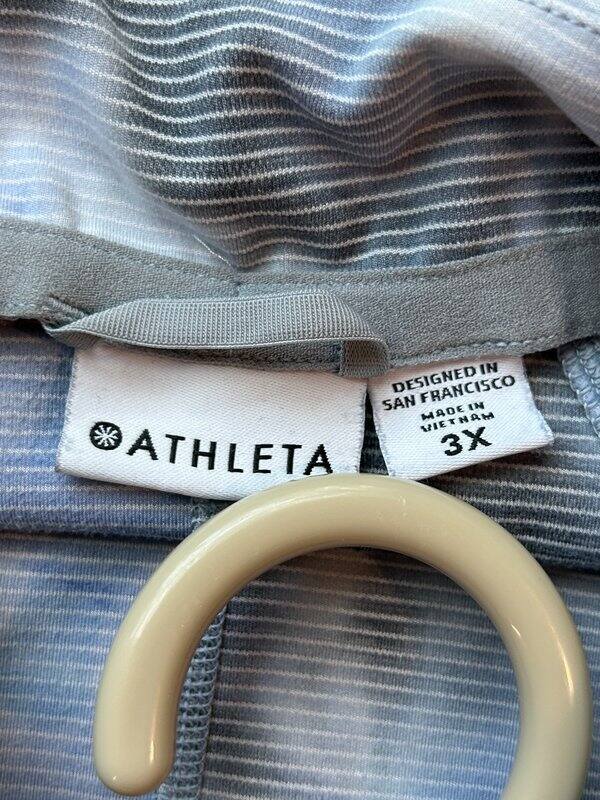 ATHLETA
DESIGNED IN
SAN FRANCISCO
MADE IN
VIETNAM
3X